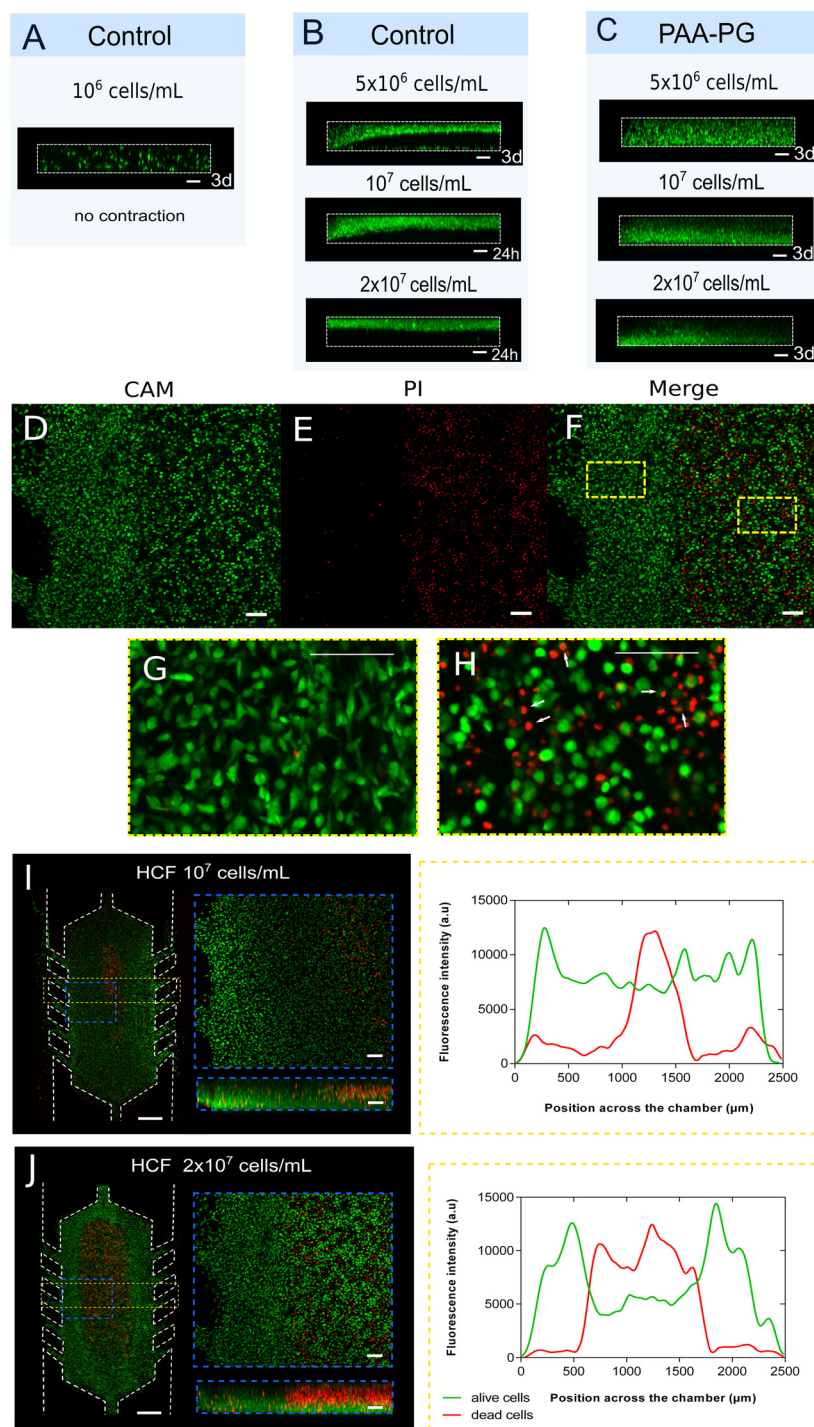 A Control
10⁶ cells/mL
3d
no contraction
B Control
5x10⁶ cells/mL
3d
10⁷ cells/mL
24h
2x10⁷ cells/mL
24h
C PAA-PG
5x10⁶ cells/mL
3d
10⁷ cells/mL
3d
2x10⁷ cells/mL
3d
CAM PI Merge
D E F
G H
I HCF 10⁷ cells/mL
Fluorescence intensity (a.u)
15000
10000
5000
0
0 500 1000 1500 2000 2500
Position across the chamber (µm)
J HCF 2x10⁷ cells/mL
Fluorescence intensity (a.u)
15000
10000
5000
0
0 500 1000 1500 2000 2500
alive cells
dead cells
Position across the chamber (µm)